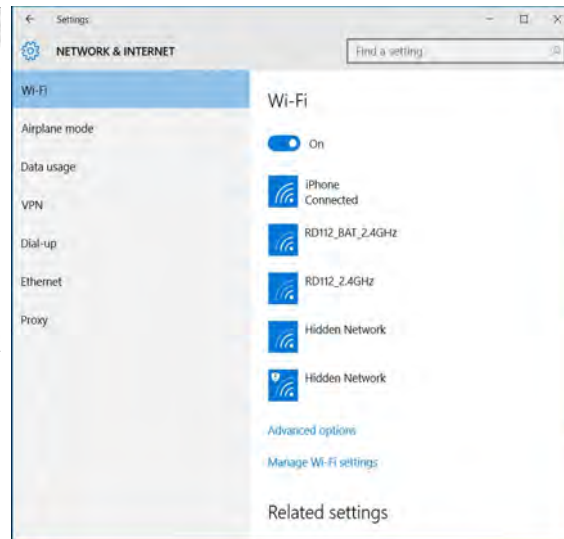 Settings
NETWORK & INTERNET
Find a setting
Wi-Fi
Airplane mode
Data usage
VPN
Dial-up
Ethernet
Proxy
Wi-Fi
On
iPhone
Connected
RD112_BAT_2.4GHz
RD112_2.4GHz
Hidden Network
Hidden Network
Advanced options
Manage Wi-Fi settings
Related settings